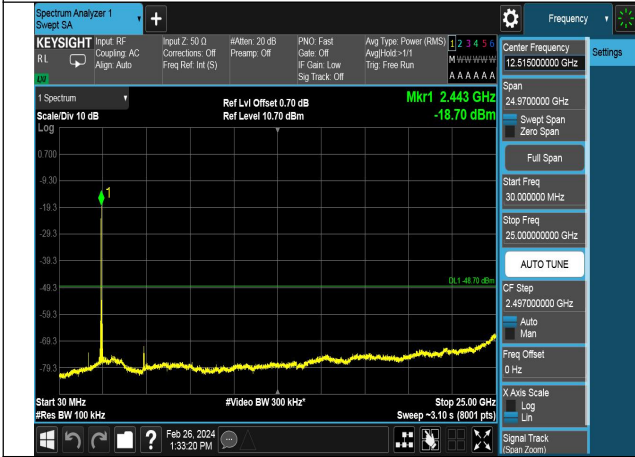 Spectrum Analyzer 1
Swept SA
+
Frequency
KEYSIGHT
RL
LXI
Input: RF
Coupling: AC
Align: Auto
Input Z: 50 Ω
Corrections: Off
Freq Ref: Int (S)
#Atten: 20 dB
Preamp: Off
PNO: Fast
Gate: Off
IF Gain: Low
Sig Track: Off
Avg Type: Power (RMS)
Avg|Hold:>1/1
Trig: Free Run
1 2 3 4 5 6
M W W W W W
A A A A A A
1 Spectrum
Scale/Div 10 dB
Log
Ref Lvl Offset 0.70 dB
Ref Level 10.70 dBm
Mkr1 2.443 GHz
-18.70 dBm
0.700
-9.30
1
-19.3
-29.3
-39.3
DL1 -48.70 dBm
-49.3
-59.3
-69.3
-79.3
Start 30 MHz
#Res BW 100 kHz
#Video BW 300 kHz*
Stop 25.00 GHz
Sweep ~3.10 s (8001 pts)
?
Feb 26, 2024
1:33:20 PM
Center Frequency
12.515000000 GHz
Settings
Span
24.9700000 GHz
Swept Span
Zero Span
Full Span
Start Freq
30.000000 MHz
Stop Freq
25.000000000 GHz
AUTO TUNE
CF Step
2.497000000 GHz
Auto
Man
Freq Offset
0 Hz
X Axis Scale
Log
Lin
Signal Track
(Span Zoom)